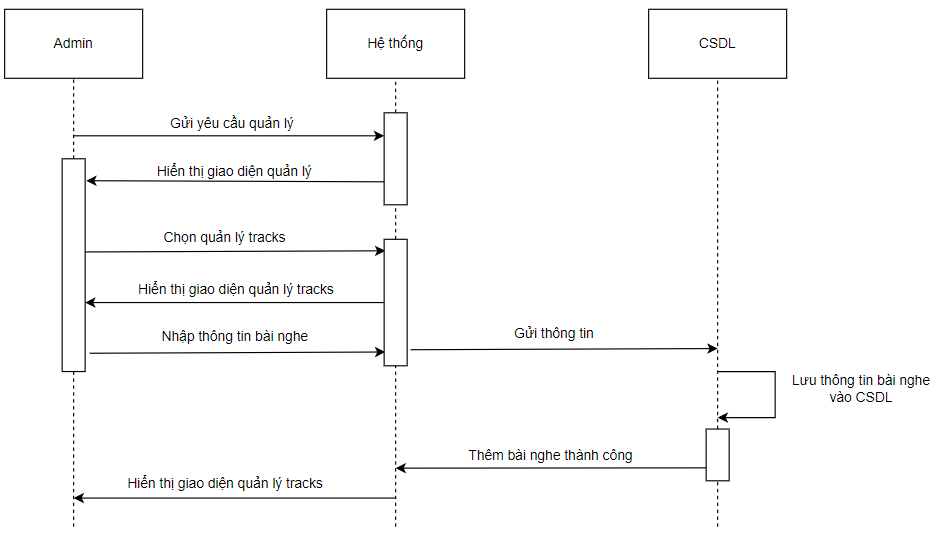 Admin
Hệ thống
CSDL
Gửi yêu cầu quản lý
Hiển thị giao diện quản lý
Chọn quản lý tracks
Hiển thị giao diện quản lý tracks
Nhập thông tin bài nghe
Gửi thông tin
Lưu thông tin bài nghe
vào CSDL
Thêm bài nghe thành công
Hiển thị giao diện quản lý tracks